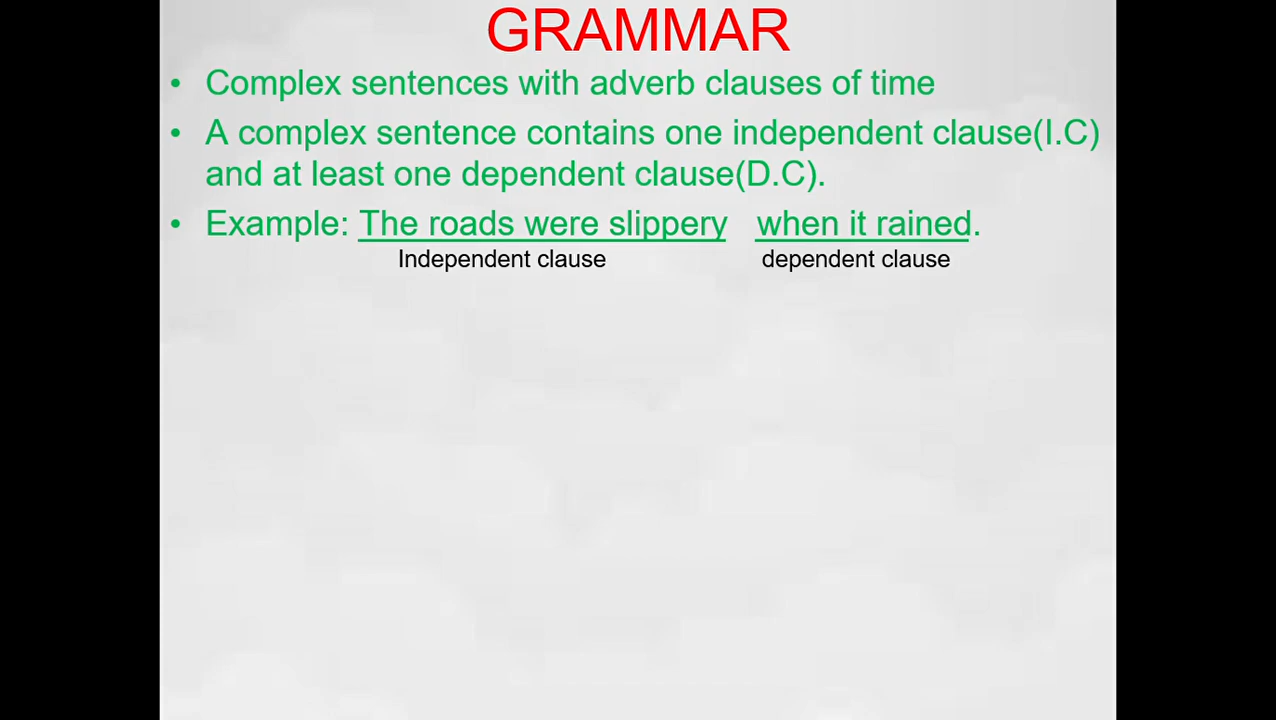 GRAMMAR
• Complex sentences with adverb clauses of time
• A complex sentence contains one independent clause(I.C)
and at least one dependent clause(D.C).
• Example: The roads were slippery when it rained.
Independent clause dependent clause